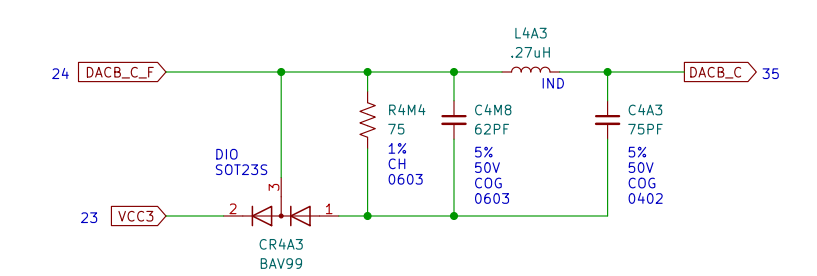 L4A3
.27uH
24
DACB_C_F
IND
DACB_C
35
R4M4
75
1%
CH
0603
C4M8
62PF
5%
50V
COG
0603
C4A3
75PF
5%
50V
COG
0402
DIO
SOT23S
3
23
VCC3
2
1
CR4A3
BAV99